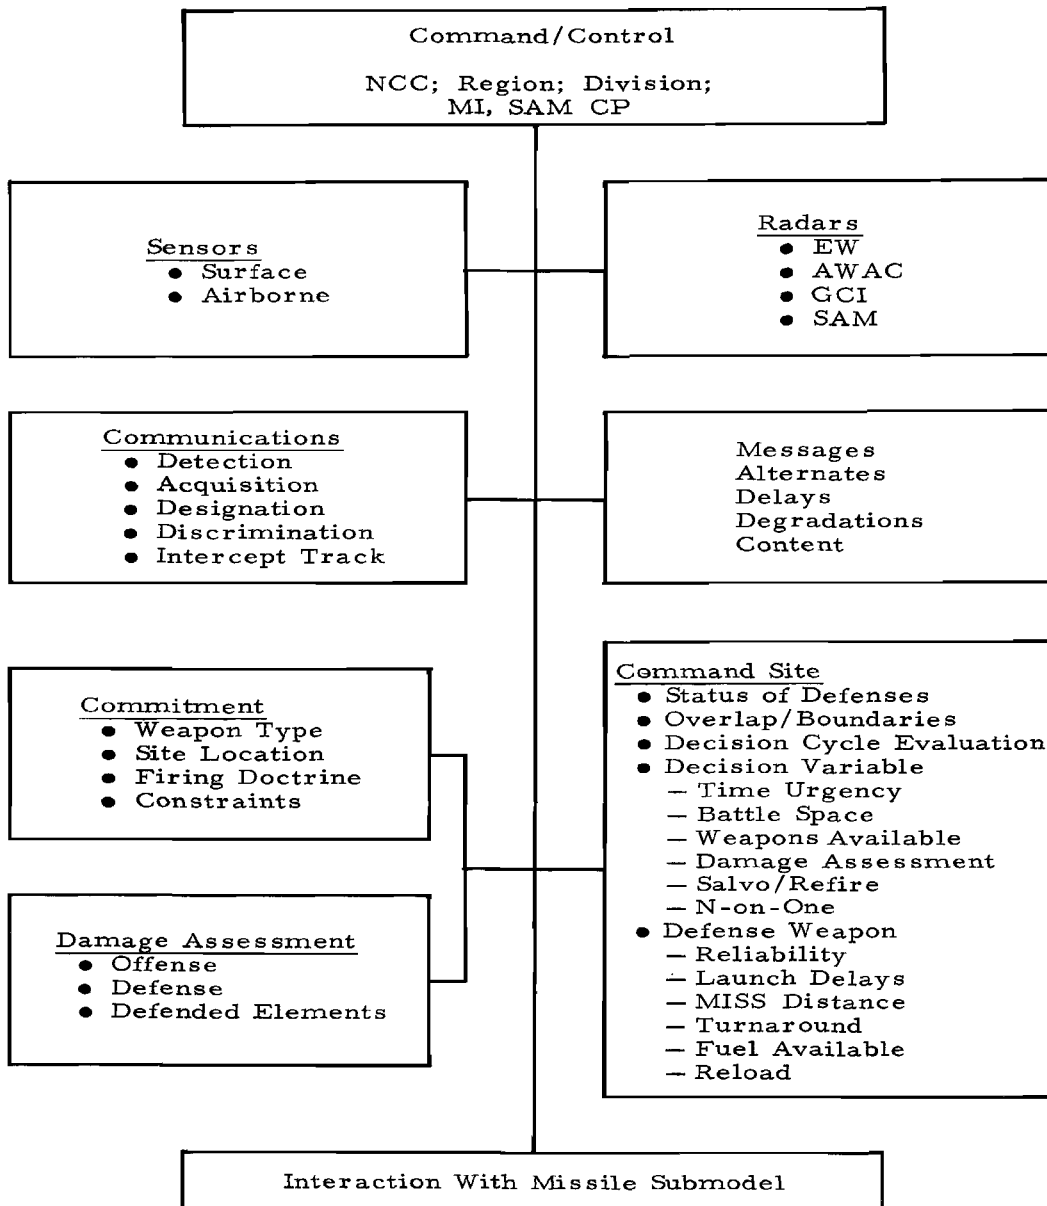 Command/Control
NCC; Region; Division;
MI, SAM CP
Sensors
● Surface
● Airborne
Radars
● EW
● AWAC
● GCI
● SAM
Communications
● Detection
● Acquisition
● Designation
● Discrimination
● Intercept Track
Messages
Alternates
Delays
Degradations
Content
Commitment
● Weapon Type
● Site Location
● Firing Doctrine
● Constraints
Damage Assessment
● Offense
● Defense
● Defended Elements
Command Site
● Status of Defenses
● Overlap/Boundaries
● Decision Cycle Evaluation
● Decision Variable
— Time Urgency
— Battle Space
— Weapons Available
— Damage Assessment
— Salvo/Refire
— N-on-One
● Defense Weapon
— Reliability
— Launch Delays
— MISS Distance
— Turnaround
— Fuel Available
— Reload
Interaction With Missile Submodel